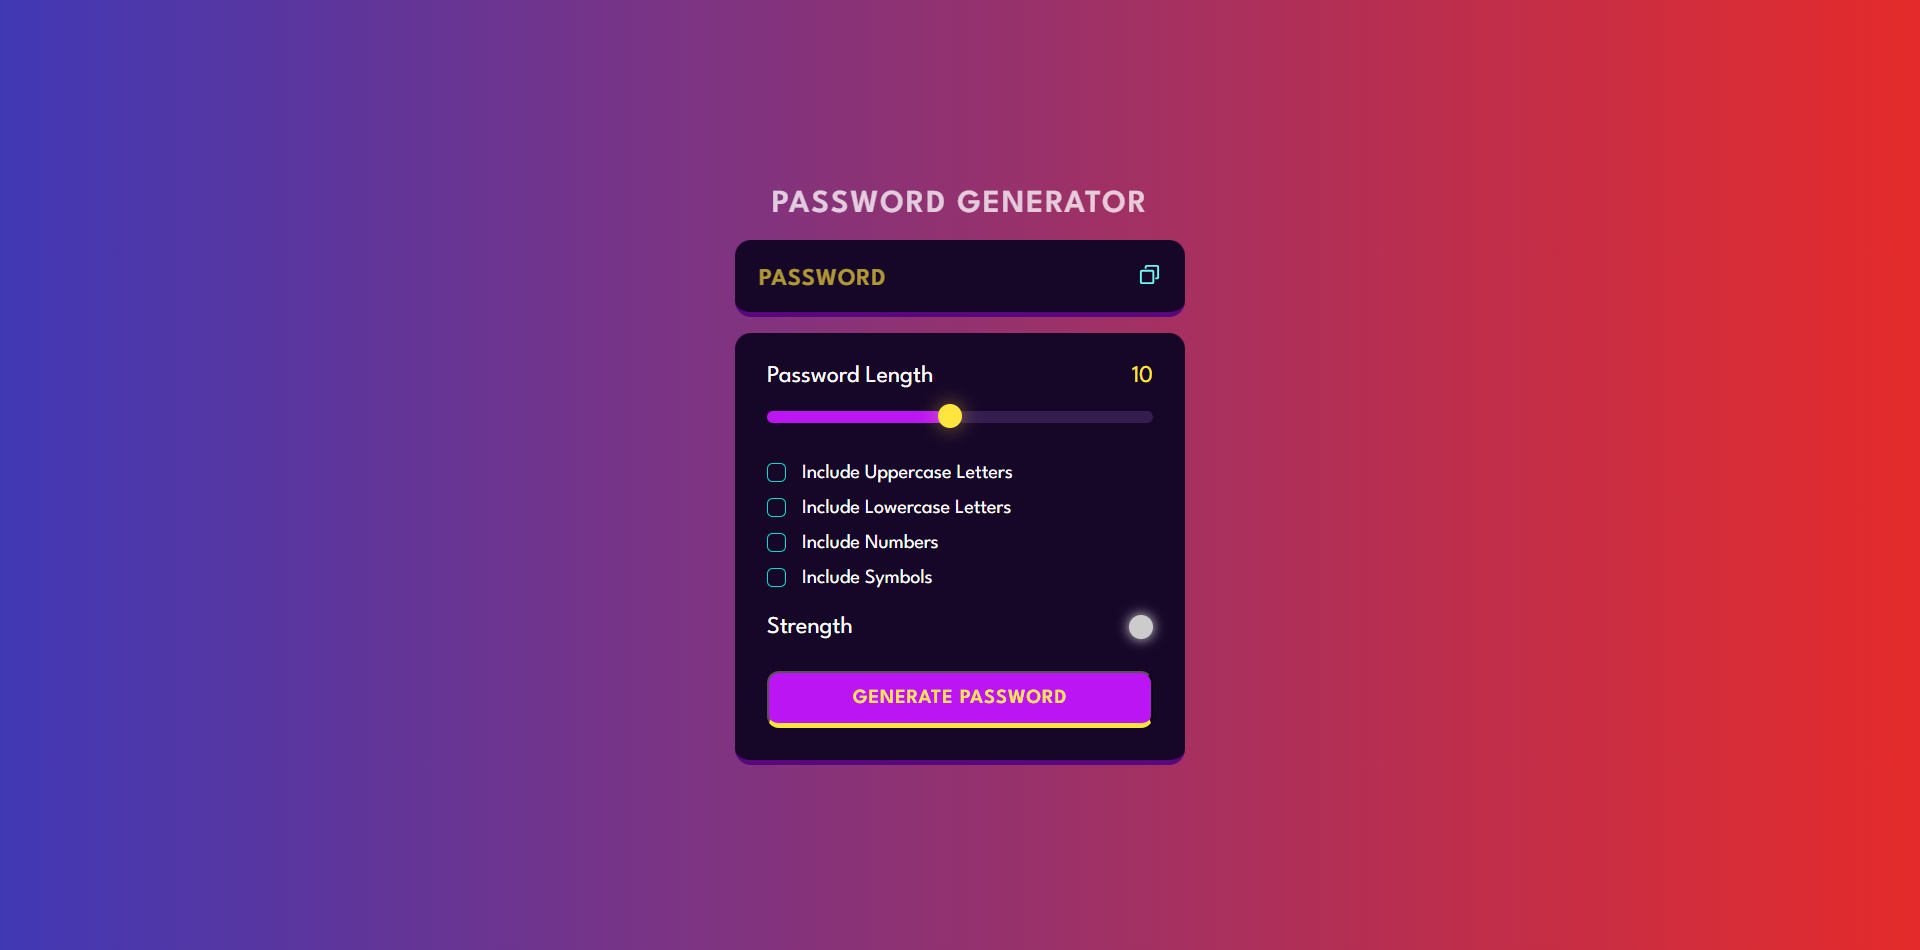 PASSWORD GENERATOR
PASSWORD
Password Length 10
Include Uppercase Letters
Include Lowercase Letters
Include Numbers
Include Symbols
Strength
GENERATE PASSWORD